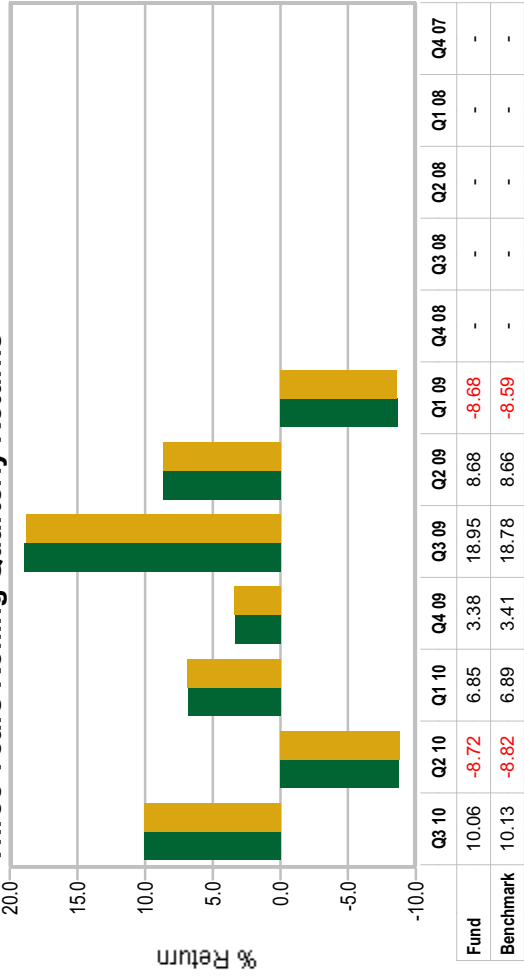 20.0
15.0
10.0
5.0
0.0
-5.0
-10.0
% Return
Q3 10 Q2 10 Q1 10 Q4 09 Q3 09 Q2 09 Q1 09 Q4 08 Q3 08 Q2 08 Q1 08 Q4 07
Fund 10.06 -8.72 6.85 3.38 18.95 8.68 -8.68 - - - - -
Benchmark 10.13 -8.82 6.89 3.41 18.78 8.66 -8.59 - - - - -